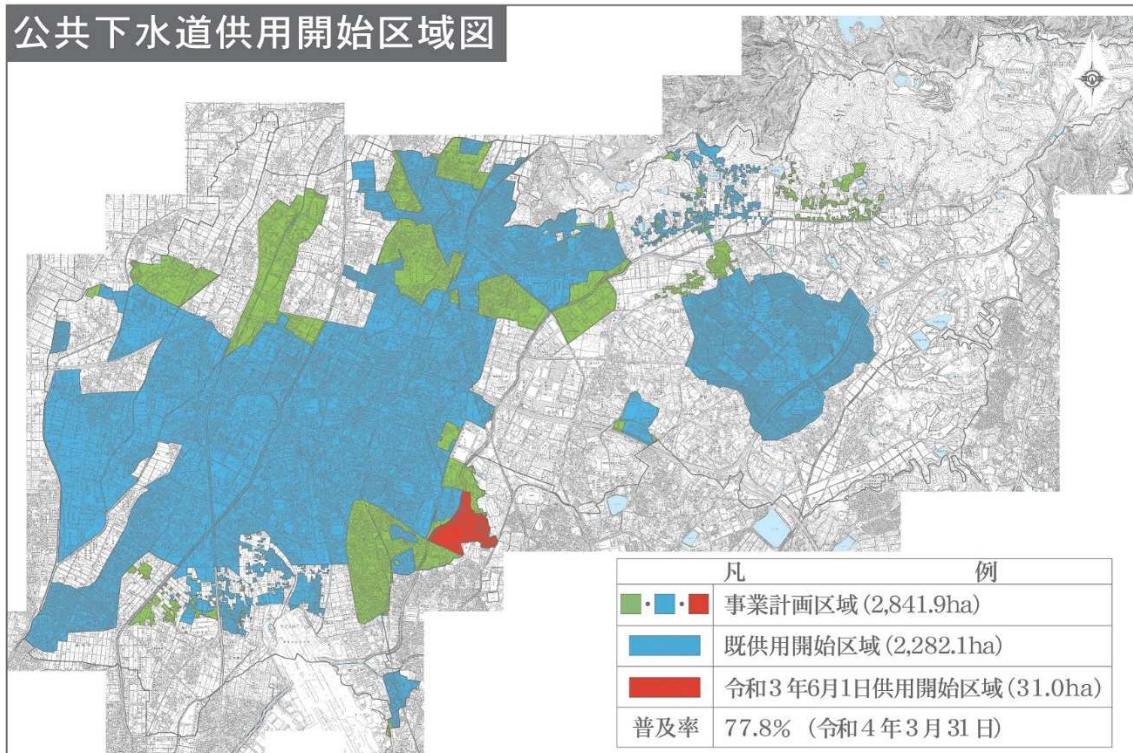 公共下水道供用開始区域図
凡 例
事業計画区域(2,841.9ha)
既供用開始区域(2,282.1ha)
令和3年6月1日供用開始区域(31.0ha)
普及率 77.8% (令和4年3月31日)